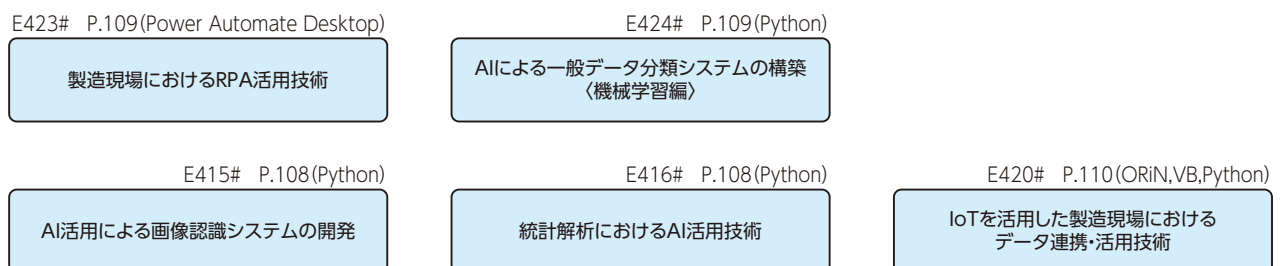 E423# P.109(Power Automate Desktop)
製造現場におけるRPA活用技術
E424# P.109(Python)
AIによる一般データ分類システムの構築
〈機械学習編〉
E415# P.108(Python)
AI活用による画像認識システムの開発
E416# P.108(Python)
統計解析におけるAI活用技術
E420# P.110(ORiN,VB,Python)
IoTを活用した製造現場における
データ連携・活用技術